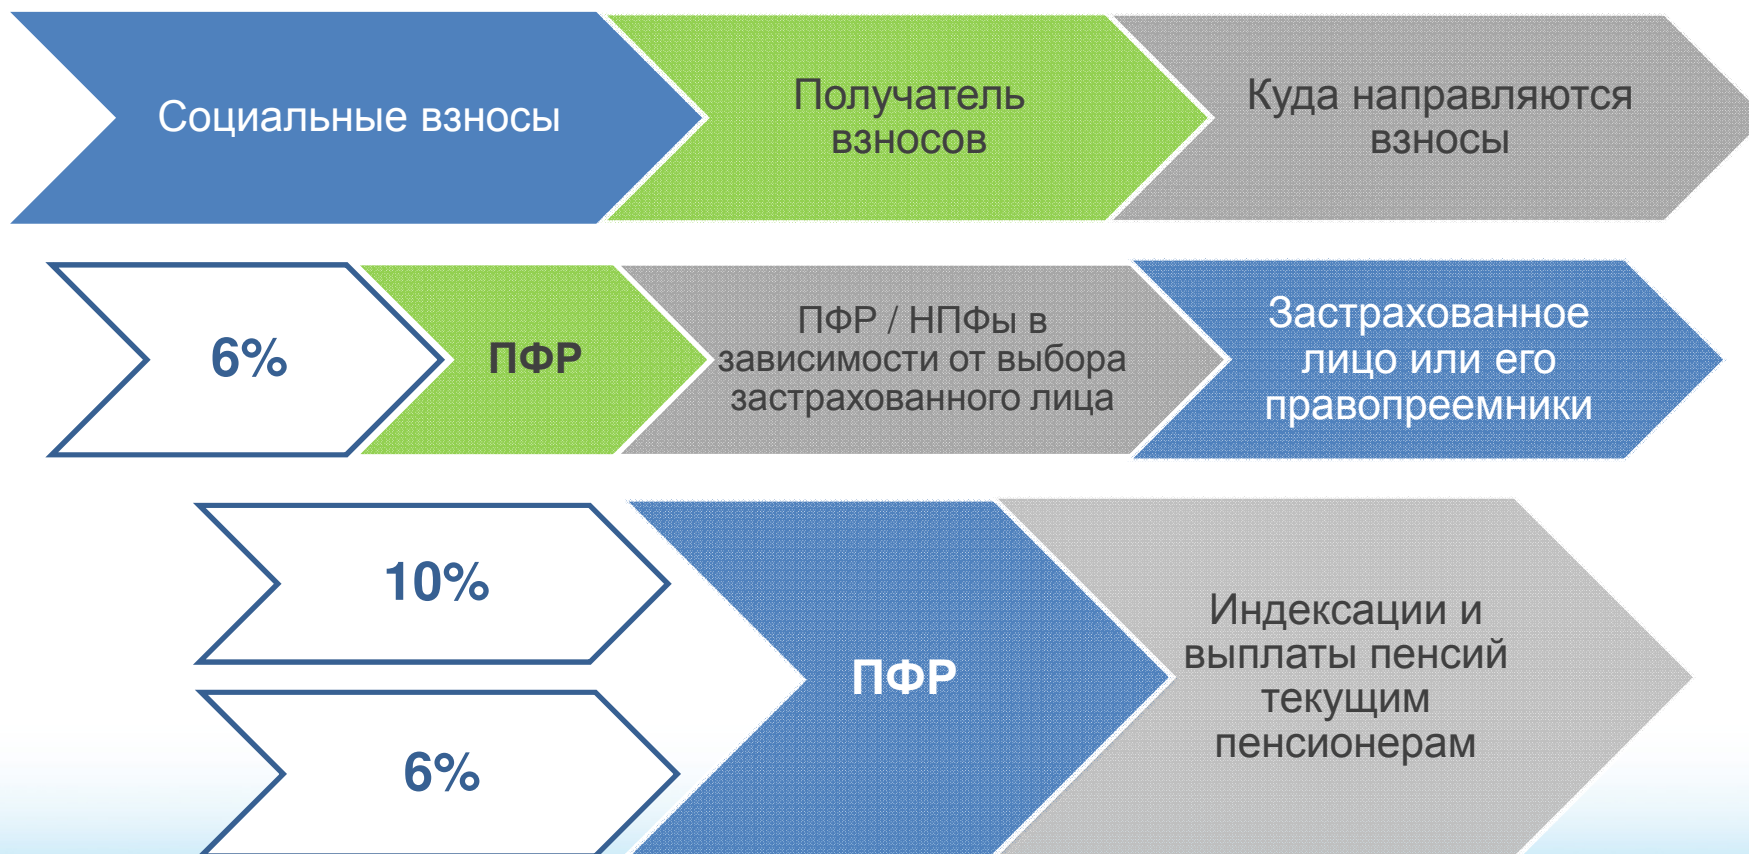 Социальные взносы
Получатель
взносов
Куда направляются
взносы
6%
ПФР
ПФР / НПФы в
зависимости от выбора
застрахованного лица
Застрахованное
лицо или его
правопреемники
10%
6%
ПФР
Индексации и
выплаты пенсий
текущим
пенсионерам